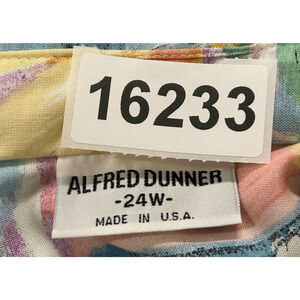 16233
ALFRED DUNNER
-24W-
MADE IN U.S.A.